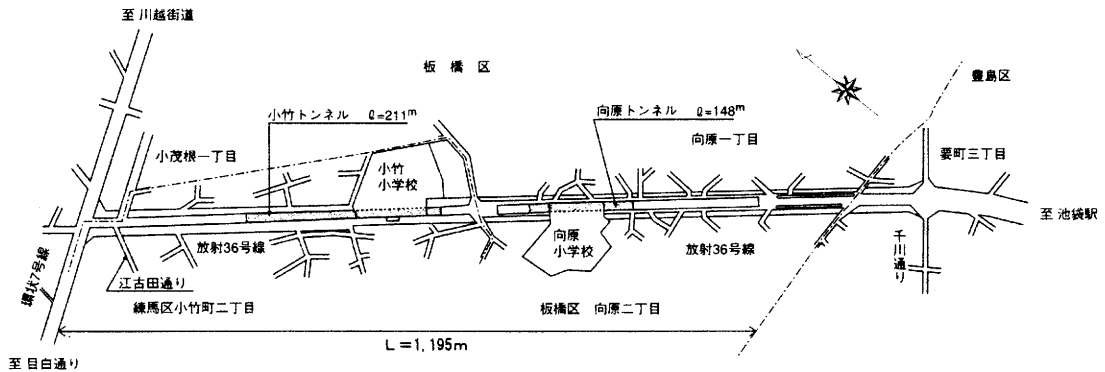 至 川越街道
板 橋 区
豊島区
小竹トンネル ℓ=211m
向原トンネル ℓ=148m
向原一丁目
小茂根一丁目
要町三丁目
小竹
小学校
至 池袋駅
向原
小学校
放射36号線
放射36号線
千川通り
環状7号線
江古田通り
練馬区小竹町二丁目
板橋区 向原二丁目
L=1,195m
至 目白通り